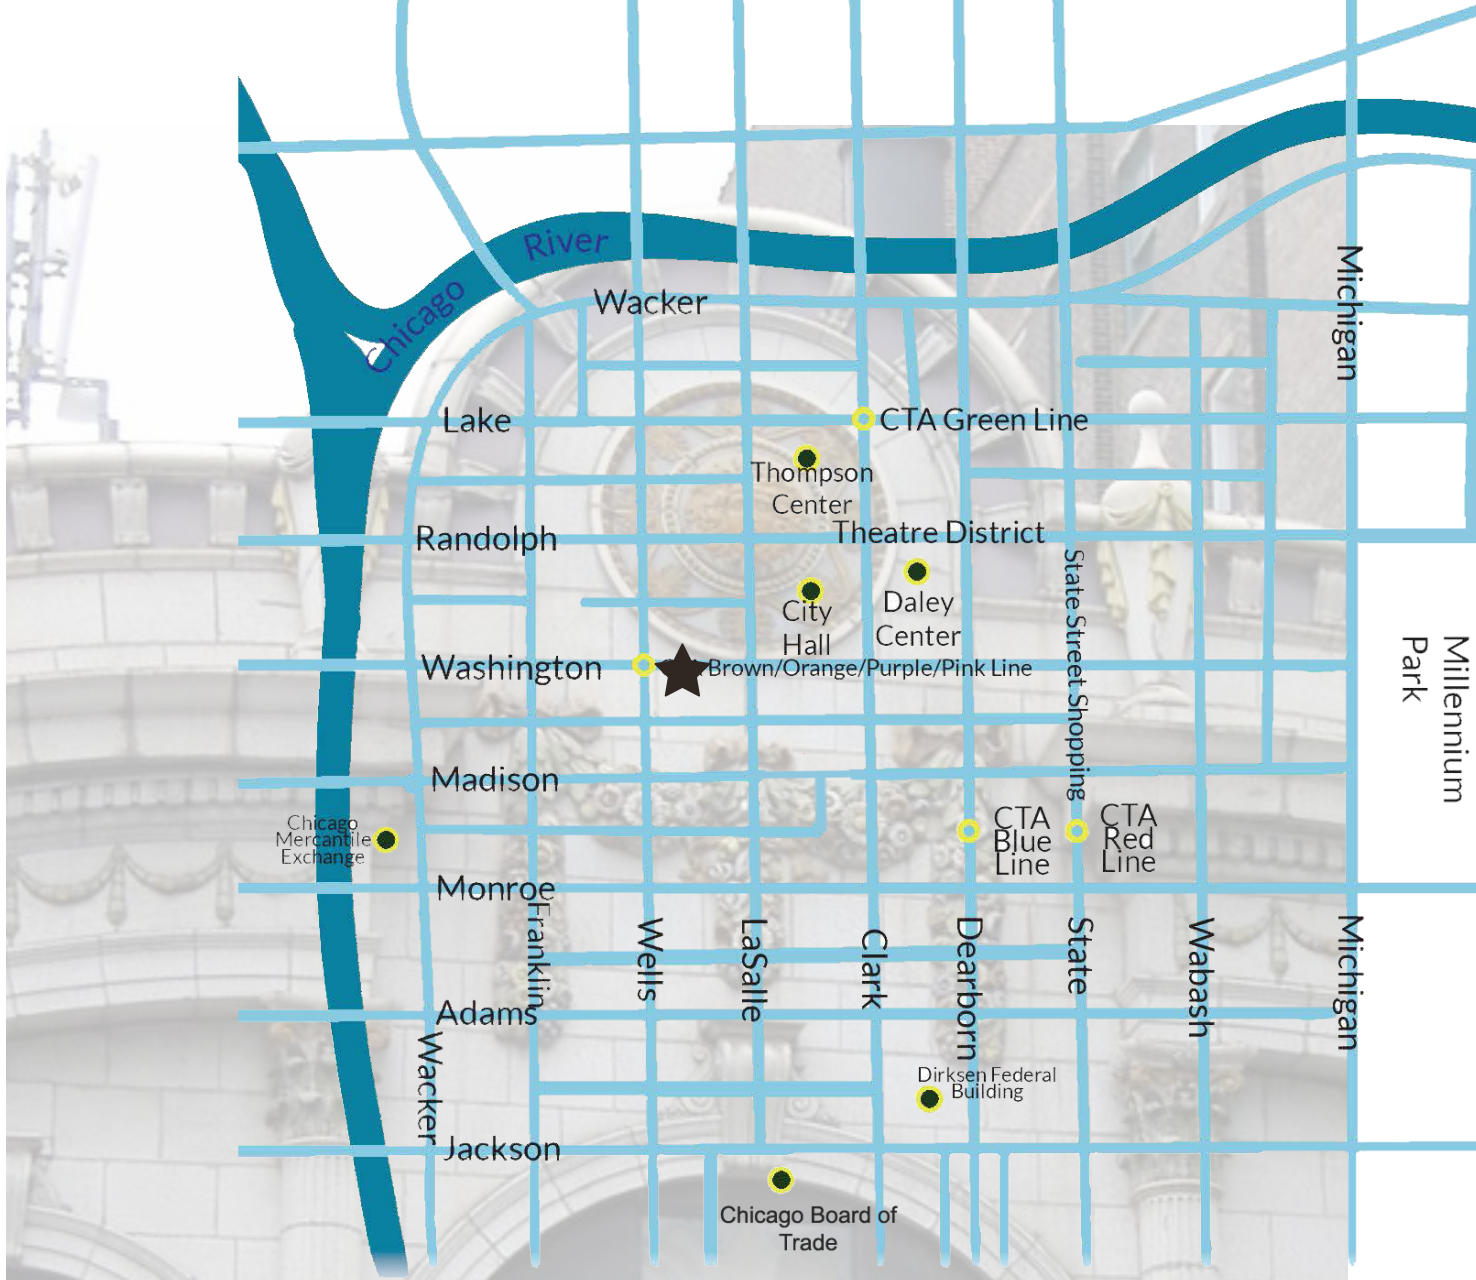 River
Chicago
Wacker
Michigan
Lake
CTA Green Line
Thompson
Center
Randolph
Theatre District
State Street Shopping
City
Hall
Daley
Center
Millennium
Park
Washington
Brown/Orange/Purple/Pink Line
Madison
Chicago
Mercantile
Exchange
CTA
Blue
Line
CTA
Red
Line
Monroe
Franklin
Wells
LaSalle
Clark
Dearborn
State
Wabash
Michigan
Adams
Wacker
Dirksen Federal
Building
Jackson
Chicago Board of
Trade